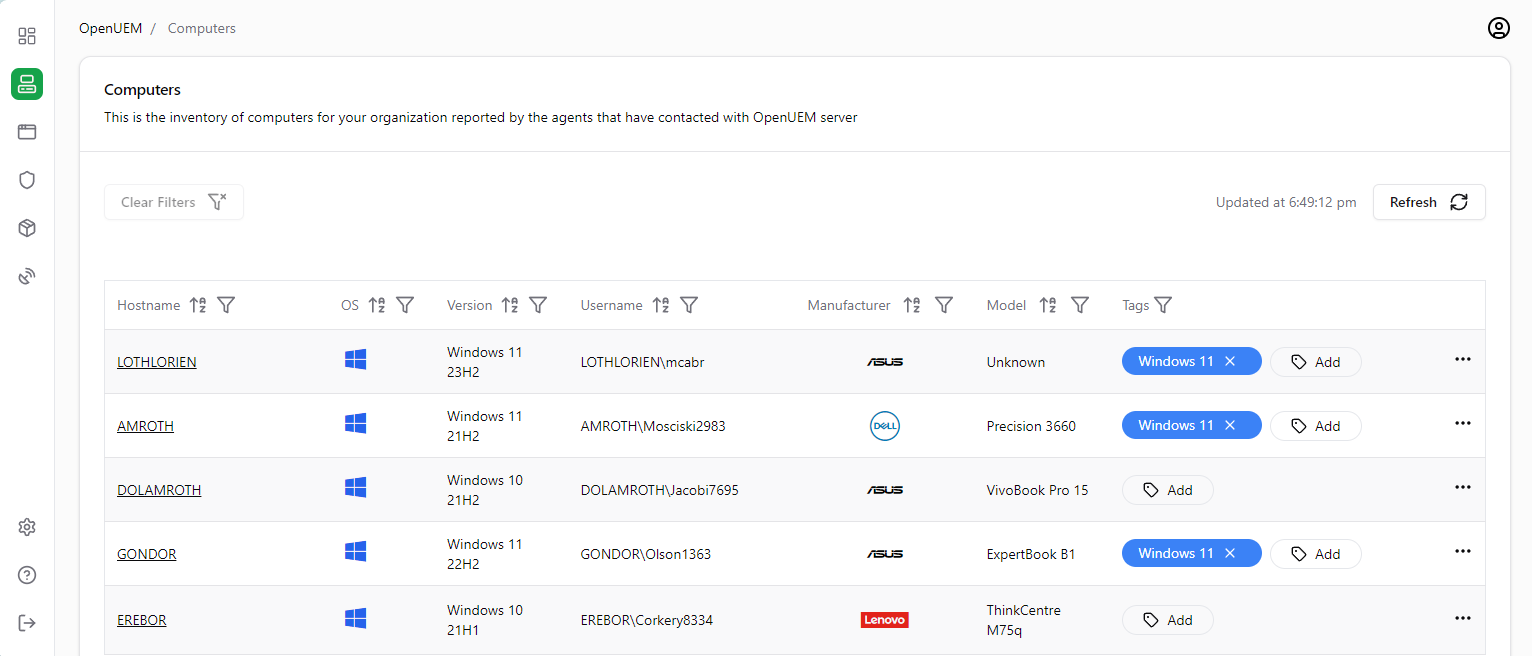 OpenUEM / Computers
Computers
This is the inventory of computers for your organization reported by the agents that have contacted with OpenUEM server
Clear Filters Updated at 6:49:12 pm Refresh
Hostname OS Version Username Manufacturer Model Tags
LOTHLORIEN Windows 11 23H2 LOTHLORIEN\mcabr ASUS Unknown Windows 11 Add
AMROTH Windows 11 21H2 AMROTH\Mosciski2983 DELL Precision 3660 Windows 11 Add
DOLAMROTH Windows 10 21H2 DOLAMROTH\Jacobi7695 ASUS VivoBook Pro 15 Add
GONDOR Windows 11 22H2 GONDOR\Olson1363 ASUS ExpertBook B1 Windows 11 Add
EREBOR Windows 10 21H1 EREBOR\Corkery8334 Lenovo ThinkCentre M75q Add